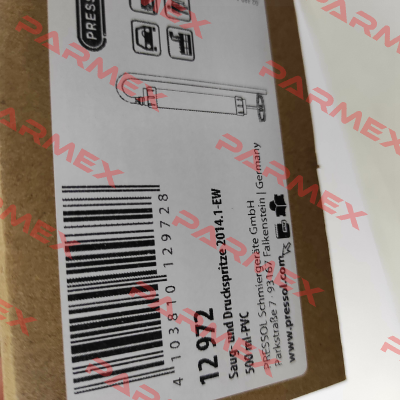 PRESSOL
4 103810 129728
12 972
Saug- und Druckspritze 2014.1-EW
500 ml-PVC
PRESSOL Schmiergeräte GmbH
Parkstraße 7 · 93167 Falkenstein | Germany
www.pressol.com
PARMEX
PARMEX
PARMEX
PARMEX
PARMEX
PARMEX